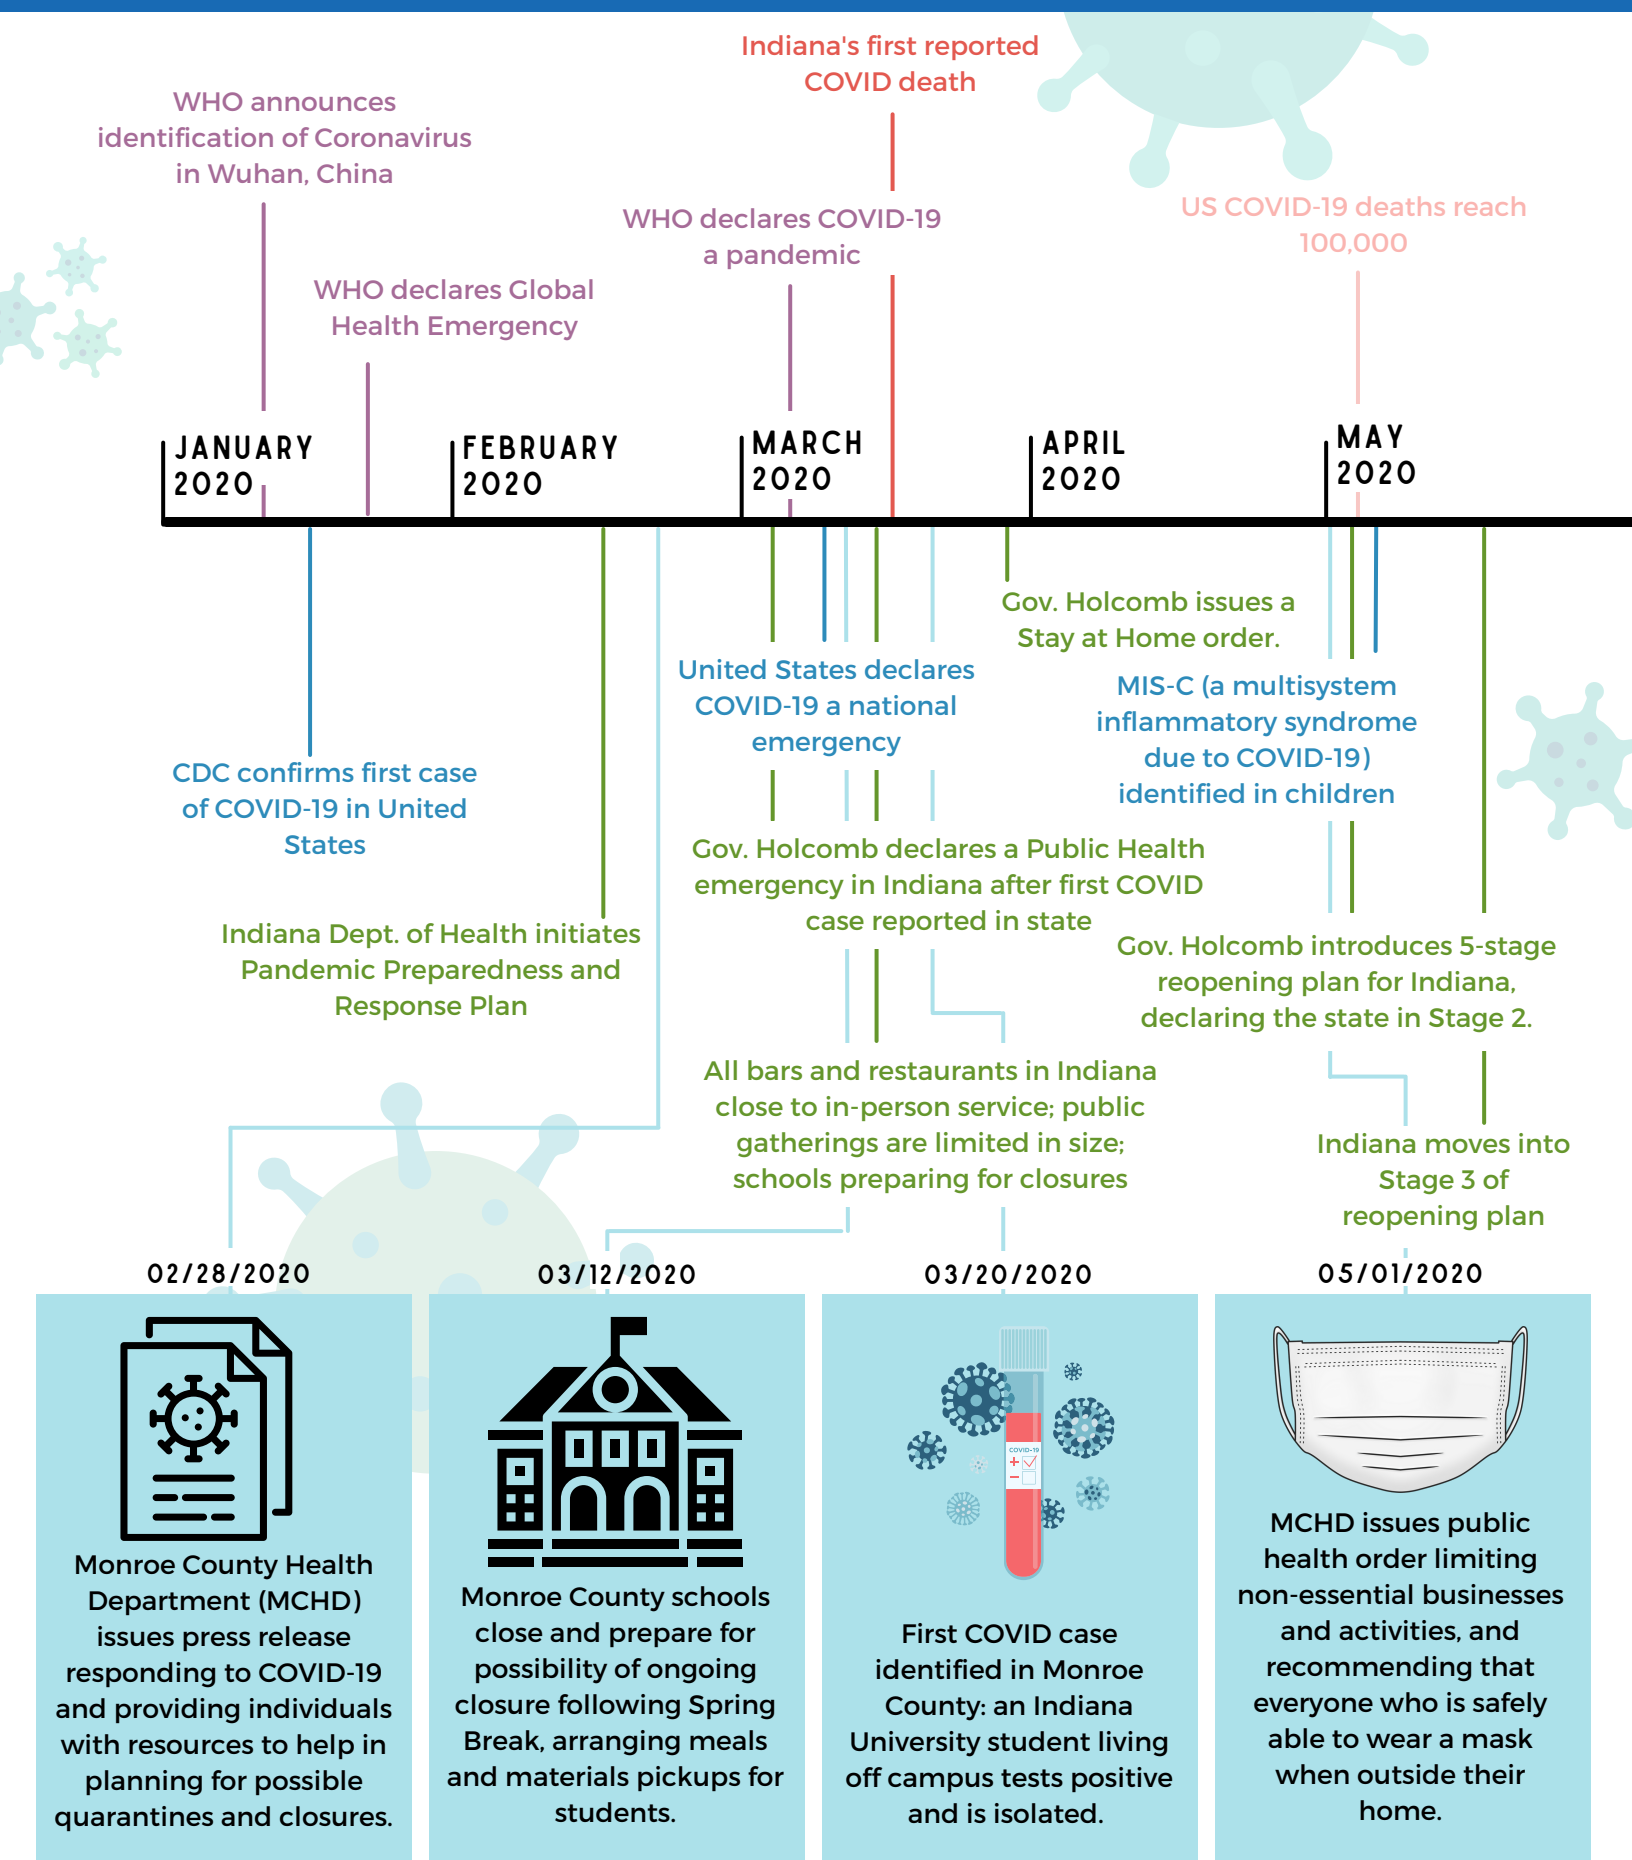 Indiana's first reported
COVID death
WHO announces
identification of Coronavirus
in Wuhan, China
WHO declares COVID-19
a pandemic
US COVID-19 deaths reach
100,000
WHO declares Global
Health Emergency
JANUARY
2020
FEBRUARY
2020
MARCH
2020
APRIL
2020
MAY
2020
Gov. Holcomb issues a
Stay at Home order.
United States declares
COVID-19 a national
emergency
MIS-C (a multisystem
inflammatory syndrome
due to COVID-19)
identified in children
CDC confirms first case
of COVID-19 in United
States
Gov. Holcomb declares a Public Health
emergency in Indiana after first COVID
case reported in state
Indiana Dept. of Health initiates
Pandemic Preparedness and
Response Plan
Gov. Holcomb introduces 5-stage
reopening plan for Indiana,
declaring the state in Stage 2.
All bars and restaurants in Indiana
close to in-person service; public
gatherings are limited in size;
schools preparing for closures
Indiana moves into
Stage 3 of
reopening plan
02/28/2020
Monroe County Health
Department (MCHD)
issues press release
responding to COVID-19
and providing individuals
with resources to help in
planning for possible
quarantines and closures.
03/12/2020
Monroe County schools
close and prepare for
possibility of ongoing
closure following Spring
Break, arranging meals
and materials pickups for
students.
03/20/2020
COVID-19
+
-
First COVID case
identified in Monroe
County: an Indiana
University student living
off campus tests positive
and is isolated.
05/01/2020
MCHD issues public
health order limiting
non-essential businesses
and activities, and
recommending that
everyone who is safely
able to wear a mask
when outside their
home.